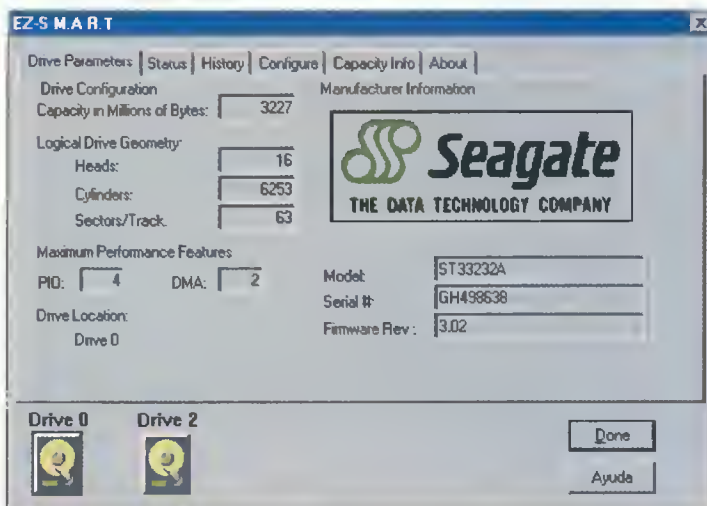 EZ-S.M.A.R.T
Drive Parameters Status History Configure Capacity Info About
Drive Configuration
Capacity in Millions of Bytes: 3227
Logical Drive Geometry:
Heads: 16
Cylinders: 6253
Sectors/Track: 63
Maximum Performance Features
PIO: 4 DMA: 2
Drive Location:
Drive 0
Manufacturer Information
Seagate
THE DATA TECHNOLOGY COMPANY
Model: ST33232A
Serial #: GH498638
Firmware Rev.: 3.02
Drive 0 Drive 2
Done
Ayuda